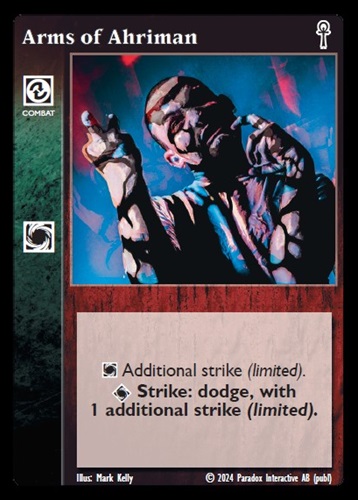 Arms of Ahriman
COMBAT
Additional strike (limited).
Strike: dodge, with
1 additional strike (limited).
Illus: Mark Kelly © 2024 Paradox Interactive AB (publ)